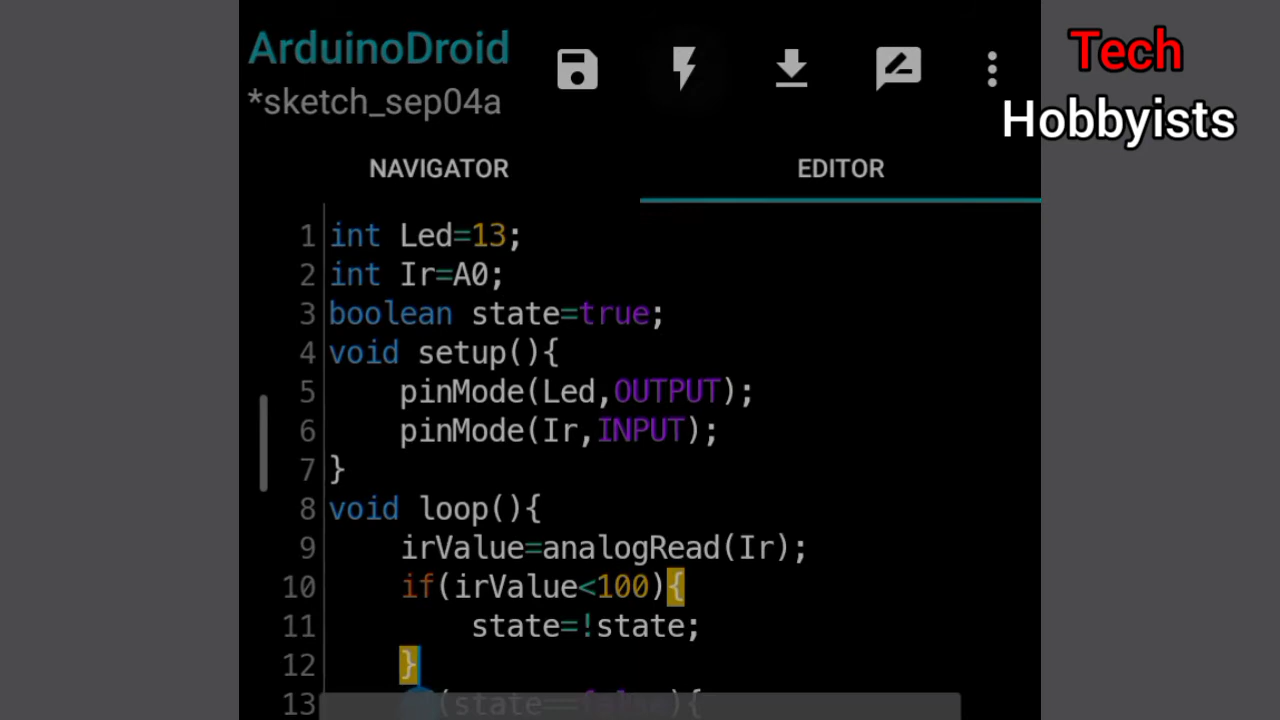 ArduinoDroid
*sketch_sep04a
Tech
Hobbyists
NAVIGATOR
EDITOR
1 int Led=13;
2 int Ir=A0;
3 boolean state=true;
4 void setup(){
5 pinMode(Led,OUTPUT);
6 pinMode(Ir,INPUT);
7 }
8 void loop(){
9 irValue=analogRead(Ir);
10 if(irValue<100){
11 state=!state;
12 }
13 (state==false){